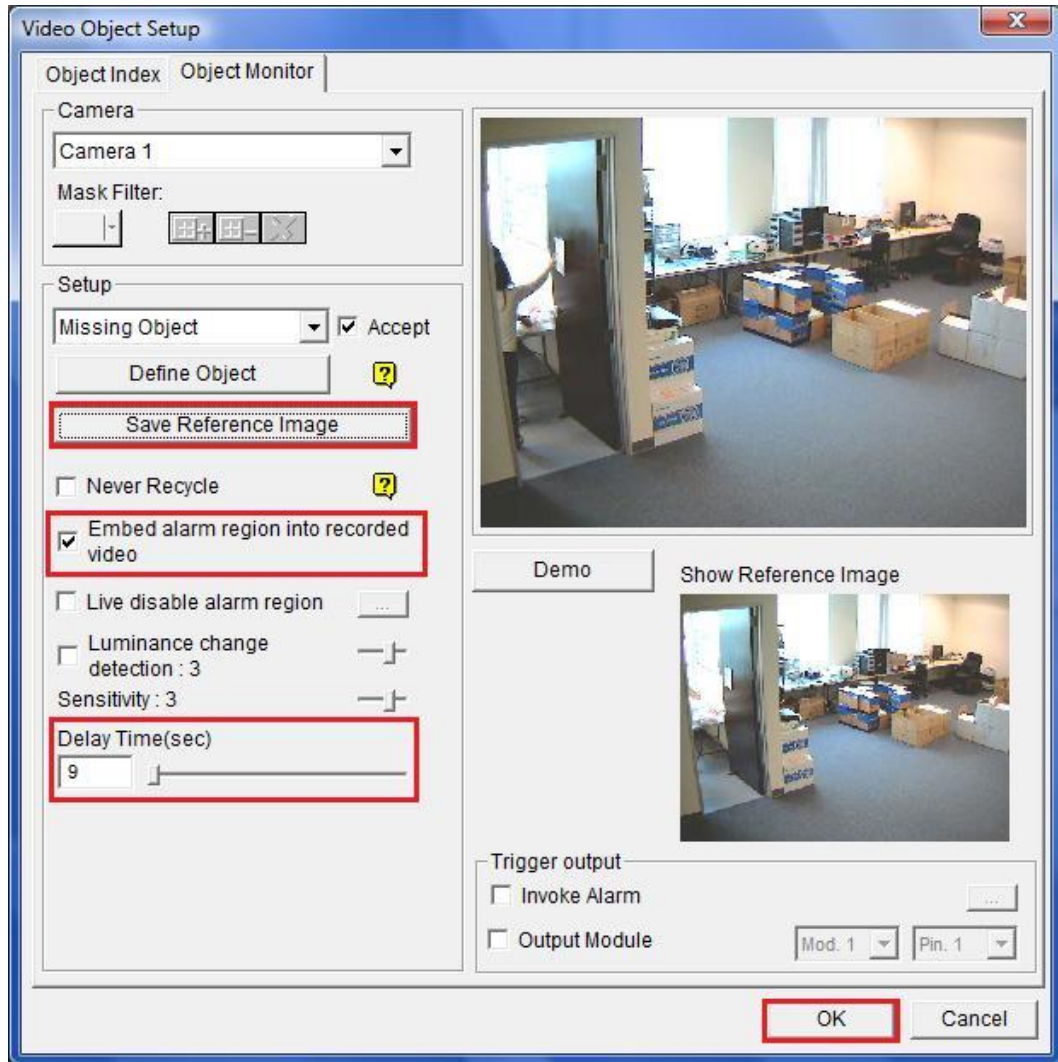 Video Object Setup
Object Index Object Monitor
Camera
Camera 1
Mask Filter:
Setup
Missing Object Accept
Define Object
Save Reference Image
Never Recycle
Embed alarm region into recorded
video
Live disable alarm region ...
Luminance change
detection : 3
Sensitivity : 3
Delay Time(sec)
9
Demo
Show Reference Image
Trigger output
Invoke Alarm ...
Output Module Mod. 1 Pin. 1
OK Cancel